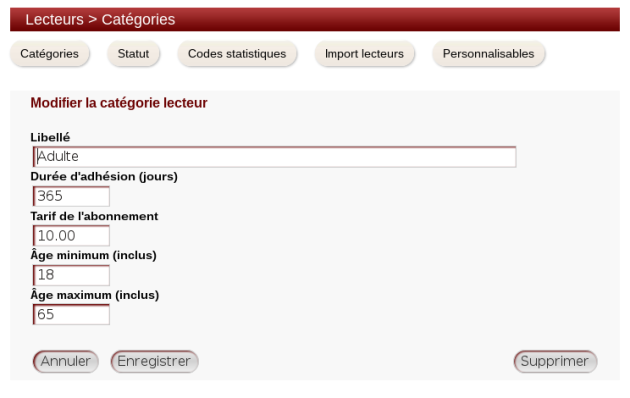 Lecteurs > Catégories
Catégories Statut Codes statistiques Import lecteurs Personnalisables
Modifier la catégorie lecteur
Libellé
Adulte
Durée d'adhésion (jours)
365
Tarif de l'abonnement
10.00
Âge minimum (inclus)
18
Âge maximum (inclus)
65
Annuler Enregistrer Supprimer